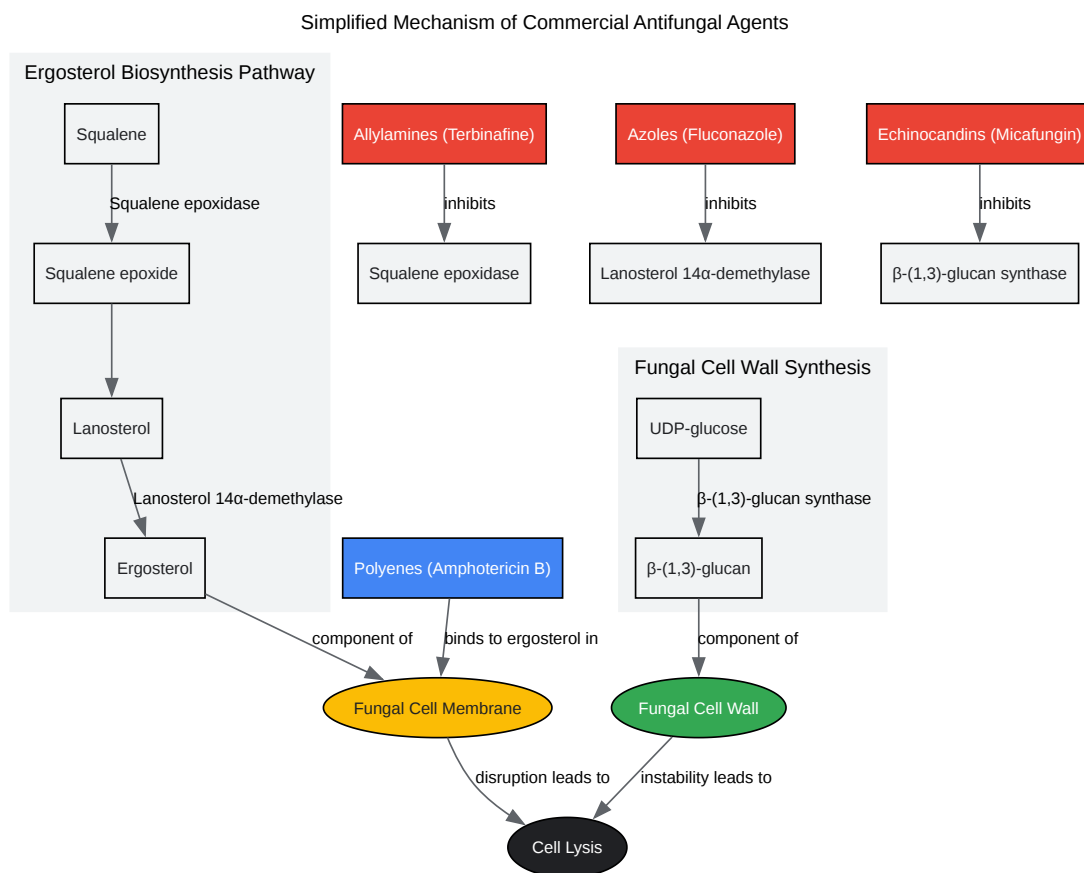 Simplified Mechanism of Commercial Antifungal Agents
Ergosterol Biosynthesis Pathway
Squalene
Allylamines (Terbinafine)
Azoles (Fluconazole)
Echinocandins (Micafungin)
Squalene epoxidase
inhibits
inhibits
inhibits
Squalene epoxide
Squalene epoxidase
Lanosterol 14α-demethylase
β-(1,3)-glucan synthase
Fungal Cell Wall Synthesis
Lanosterol
UDP-glucose
Lanosterol 14α-demethylase
β-(1,3)-glucan synthase
Ergosterol
Polyenes (Amphotericin B)
β-(1,3)-glucan
component of
binds to ergosterol in
component of
Fungal Cell Membrane
Fungal Cell Wall
disruption leads to
instability leads to
Cell Lysis